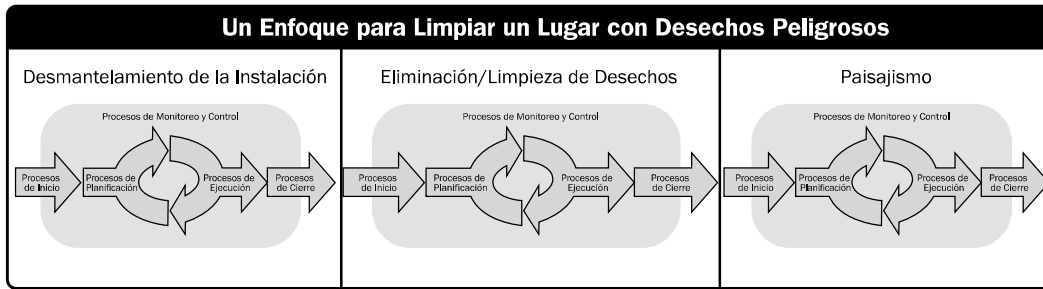 Un Enfoque para Limpiar un Lugar con Desechos Peligrosos
Desmantelamiento de la Instalación
Procesos de Monitoreo y Control
Procesos
de Inicio
Procesos de
Planificación
Procesos de
Ejecución
Procesos
de Cierre
Eliminación/Limpieza de Desechos
Procesos de Monitoreo y Control
Procesos
de Inicio
Procesos de
Planificación
Procesos de
Ejecución
Procesos
de Cierre
Paisajismo
Procesos de Monitoreo y Control
Procesos
de Inicio
Procesos de
Planificación
Procesos de
Ejecución
Procesos
de Cierre